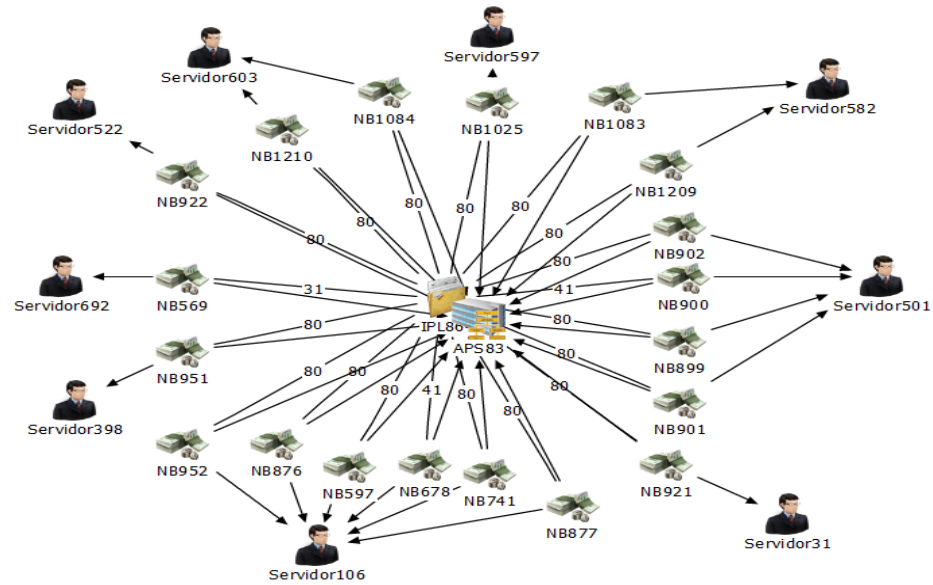 Servidor597
Servidor603
Servidor582
NB1084
NB1025
NB1083
Servidor522
NB1210
NB1209
NB922
80
80
80
80
80
80
NB902
80
Servidor692
NB569
31
41
NB900
Servidor501
80
IPL86
80
APS83
NB899
NB951
80
Servidor398
80
80
80
41
80
80
80
NB901
NB952
NB876
NB597
NB678
NB741
NB921
NB877
Servidor31
Servidor106